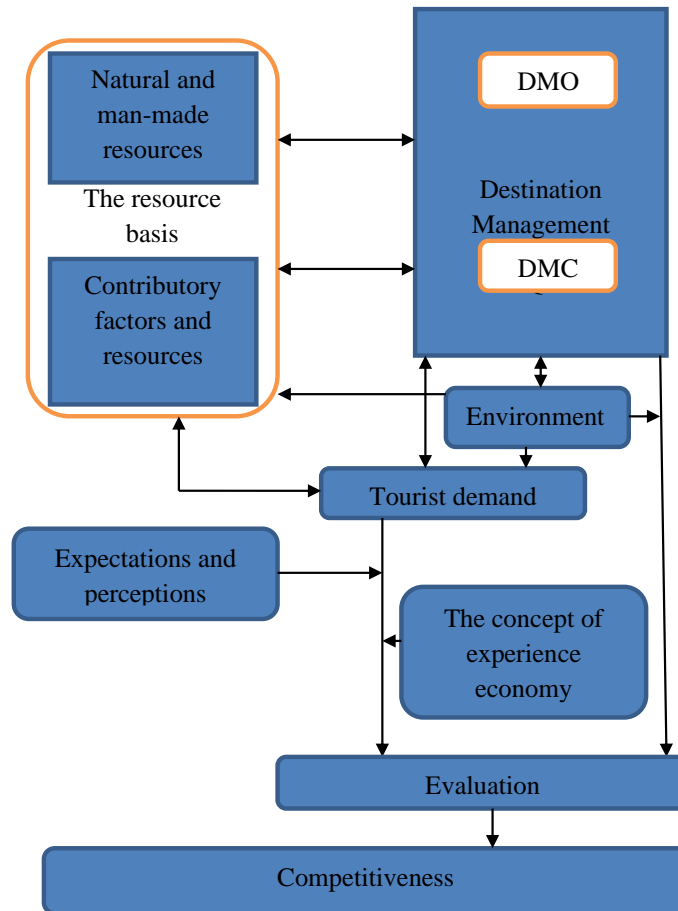 Natural and
man-made
resources
The resource
basis
Contributory
factors and
resources
DMO
Destination
Management
DMC
Environment
Tourist demand
Expectations and
perceptions
The concept of
experience
economy
Evaluation
Competitiveness